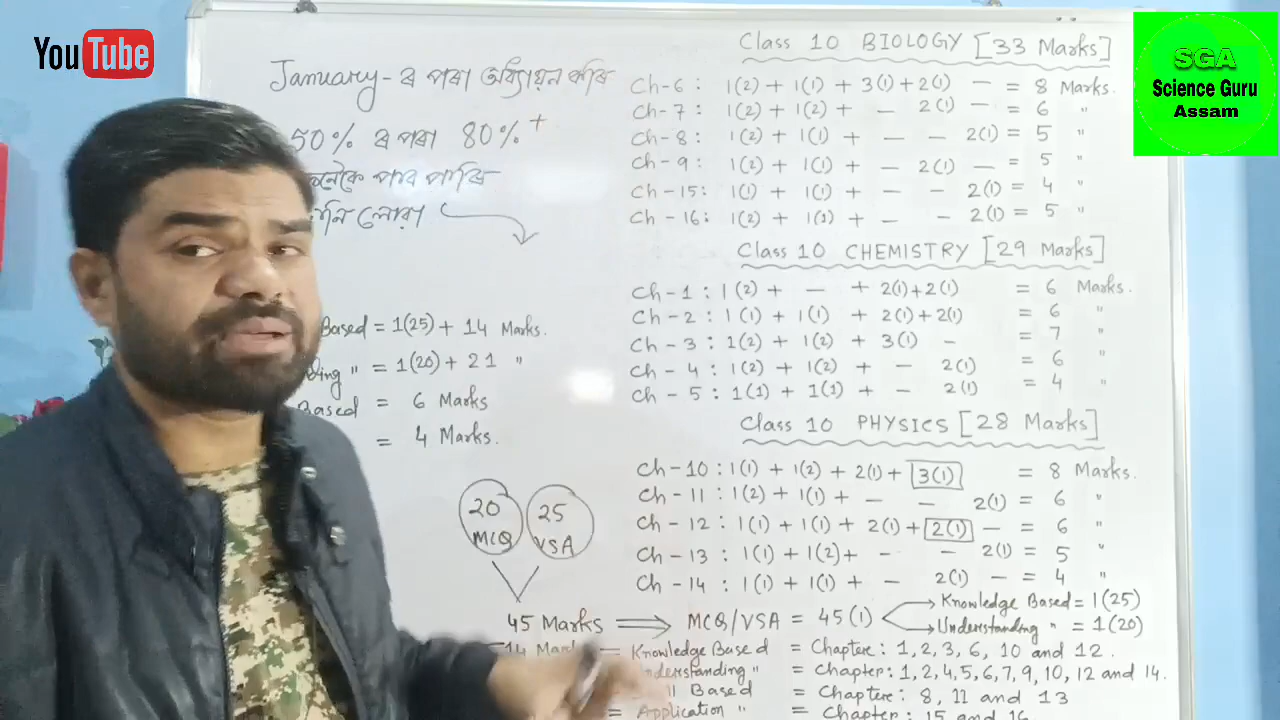 YouTube
SGA
Science Guru
Assam
January-ৰ পৰা অধ্যয়ন কৰি
50% ৰ পৰা 80%+
পাব পাৰি
লোৱা
Based = 1(25) + 14 Marks.
" = 1(20) + 21 "
Based = 6 Marks
= 4 Marks.
20 MCQ
25 VSA
45 Marks ⟹ MCQ/VSA = 45(1)
Knowledge Based = 1(25)
Understanding " = 1(20)
Class 10 BIOLOGY [33 Marks]
Ch-6: 1(2) + 1(1) + 3(1) + 2(1) — = 8 Marks.
Ch-7: 1(2) + 1(2) + — 2(1) — = 6 "
Ch-8: 1(2) + 1(1) + — — 2(1) = 5 "
Ch-9: 1(2) + 1(1) + — 2(1) — = 5 "
Ch-15: 1(1) + 1(1) + — — 2(1) = 4 "
Ch-16: 1(2) + 1(1) + — — 2(1) = 5 "
Class 10 CHEMISTRY [29 Marks]
Ch-1: 1(2) + — + 2(1)+2(1) = 6 Marks.
Ch-2: 1(1) + 1(1) + 2(1)+2(1) = 6 "
Ch-3: 1(2) + 1(2) + 3(1) — = 7 "
Ch-4: 1(2) + 1(2) + — 2(1) = 6 "
Ch-5: 1(1) + 1(1) + — 2(1) = 4 "
Class 10 PHYSICS [28 Marks]
Ch-10: 1(1) + 1(2) + 2(1) + 3(1) = 8 Marks.
Ch-11: 1(2) + 1(1) + — — 2(1) = 6 "
Ch-12: 1(1) + 1(1) + 2(1) + 2(1) — = 6 "
Ch-13: 1(1) + 1(2) + — — 2(1) = 5 "
Ch-14: 1(1) + 1(1) + — 2(1) — = 4 "
14 = Knowledge Based = Chapter: 1, 2, 3, 6, 10 and 12.
Understanding " = Chapter: 1, 2, 4, 5, 6, 7, 9, 10, 12 and 14.
Based = Chapter: 8, 11 and 13
= Application " = Chapter: 15 and 16